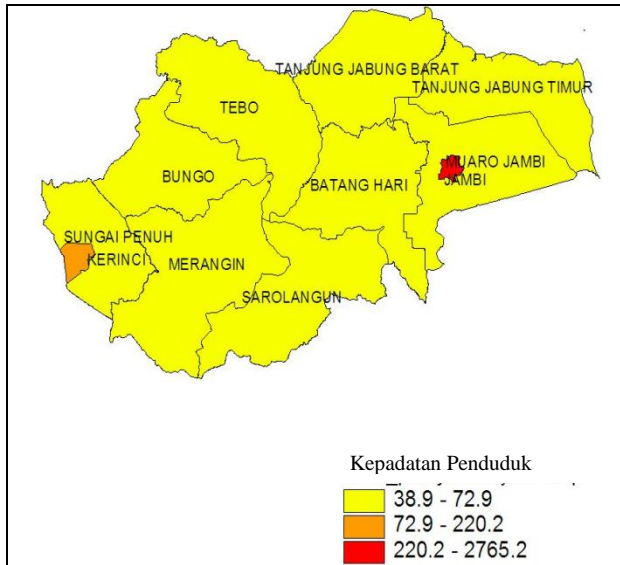 TANJUNG JABUNG BARAT
TANJUNG JABUNG TIMUR
TEBO
MUARO JAMBI
BUNGO
BATANG HARI
JAMBI
SUNGAI PENUH
KERINCI
MERANGIN
SAROLANGUN
Kepadatan Penduduk
38.9 - 72.9
72.9 - 220.2
220.2 - 2765.2